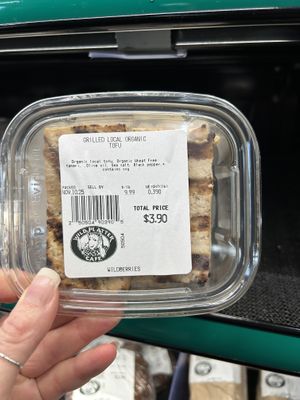 GRILLED LOCAL ORGANIC
TOFU
Organic local tofu, Organic Wheat Free
Tamari, Olive oil, Sea salt, Black pepper •
contains soy
PACKED SELL BY
NOV.10.25 9.99 0.390
TOTAL PRICE
$3.90
WILD PLATTER
CAFE
50504
WILDBERRIES